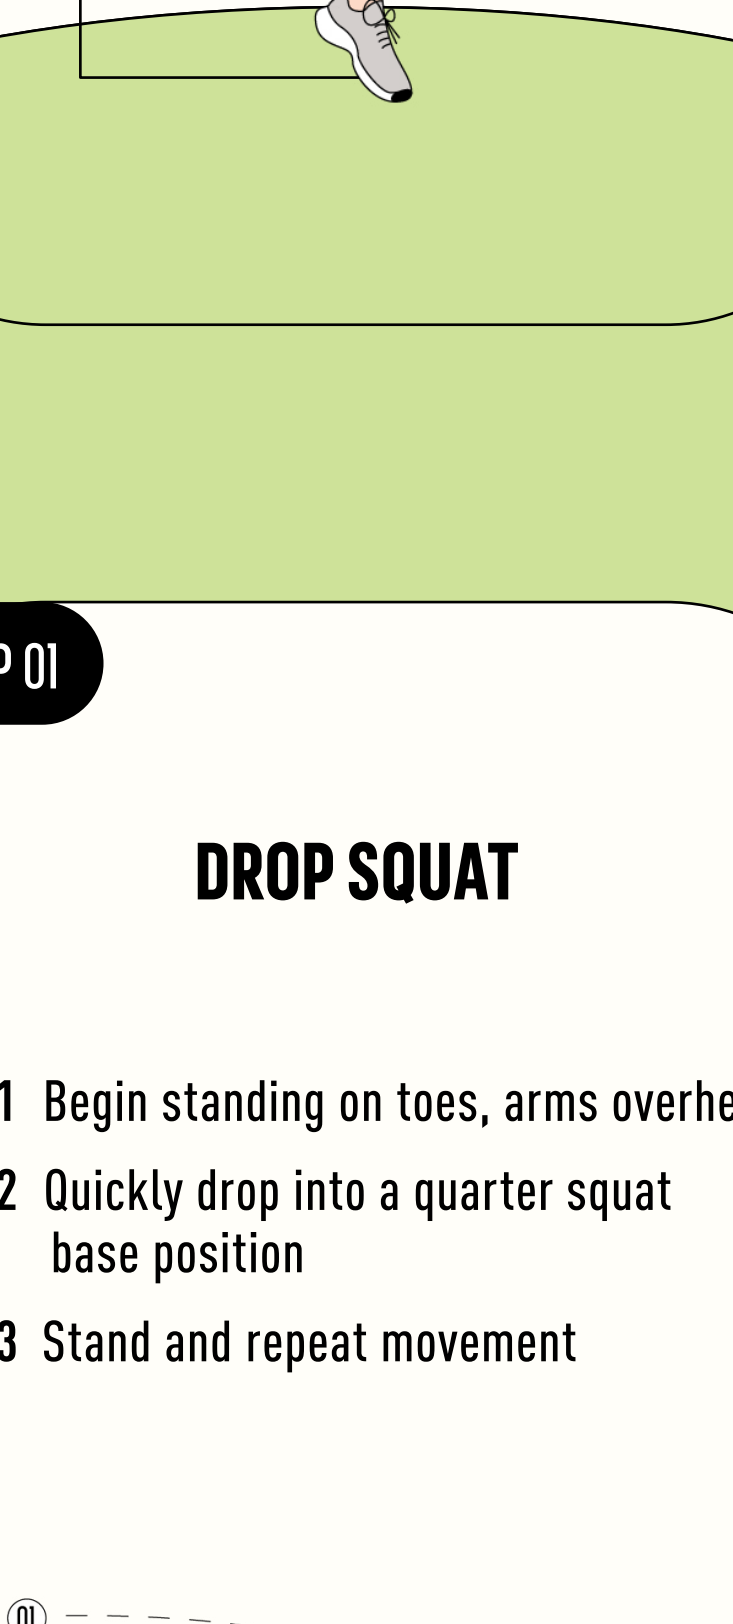 P 01
DROP SQUAT
1 Begin standing on toes, arms overhe
2 Quickly drop into a quarter squat
base position
3 Stand and repeat movement
01